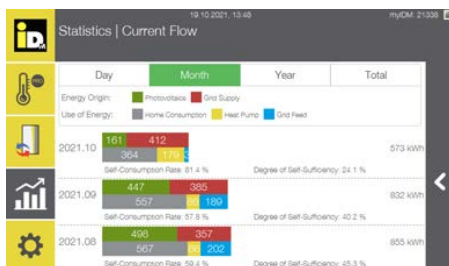 19.10.2021, 13:48
myIDM: 21336
iD
M
Statistics | Current Flow
Day Month Year Total
Energy Origin: Photovoltaics Grid Supply
Use of Energy: Home Consumption Heat Pump Grid Feed
PRO
161 412
2021.10 573 kWh
364 179
Self-Consumption Rate: 81.4 % Degree of Self-Sufficiency: 24.1 %
447 385
2021.09 832 kWh
557 86 189
Self-Consumption Rate: 57.8 % Degree of Self-Sufficiency: 40.2 %
498 357
2021.08 855 kWh
567 86 202
Self-Consumption Rate: 59.4 % Degree of Self-Sufficiency: 45.3 %